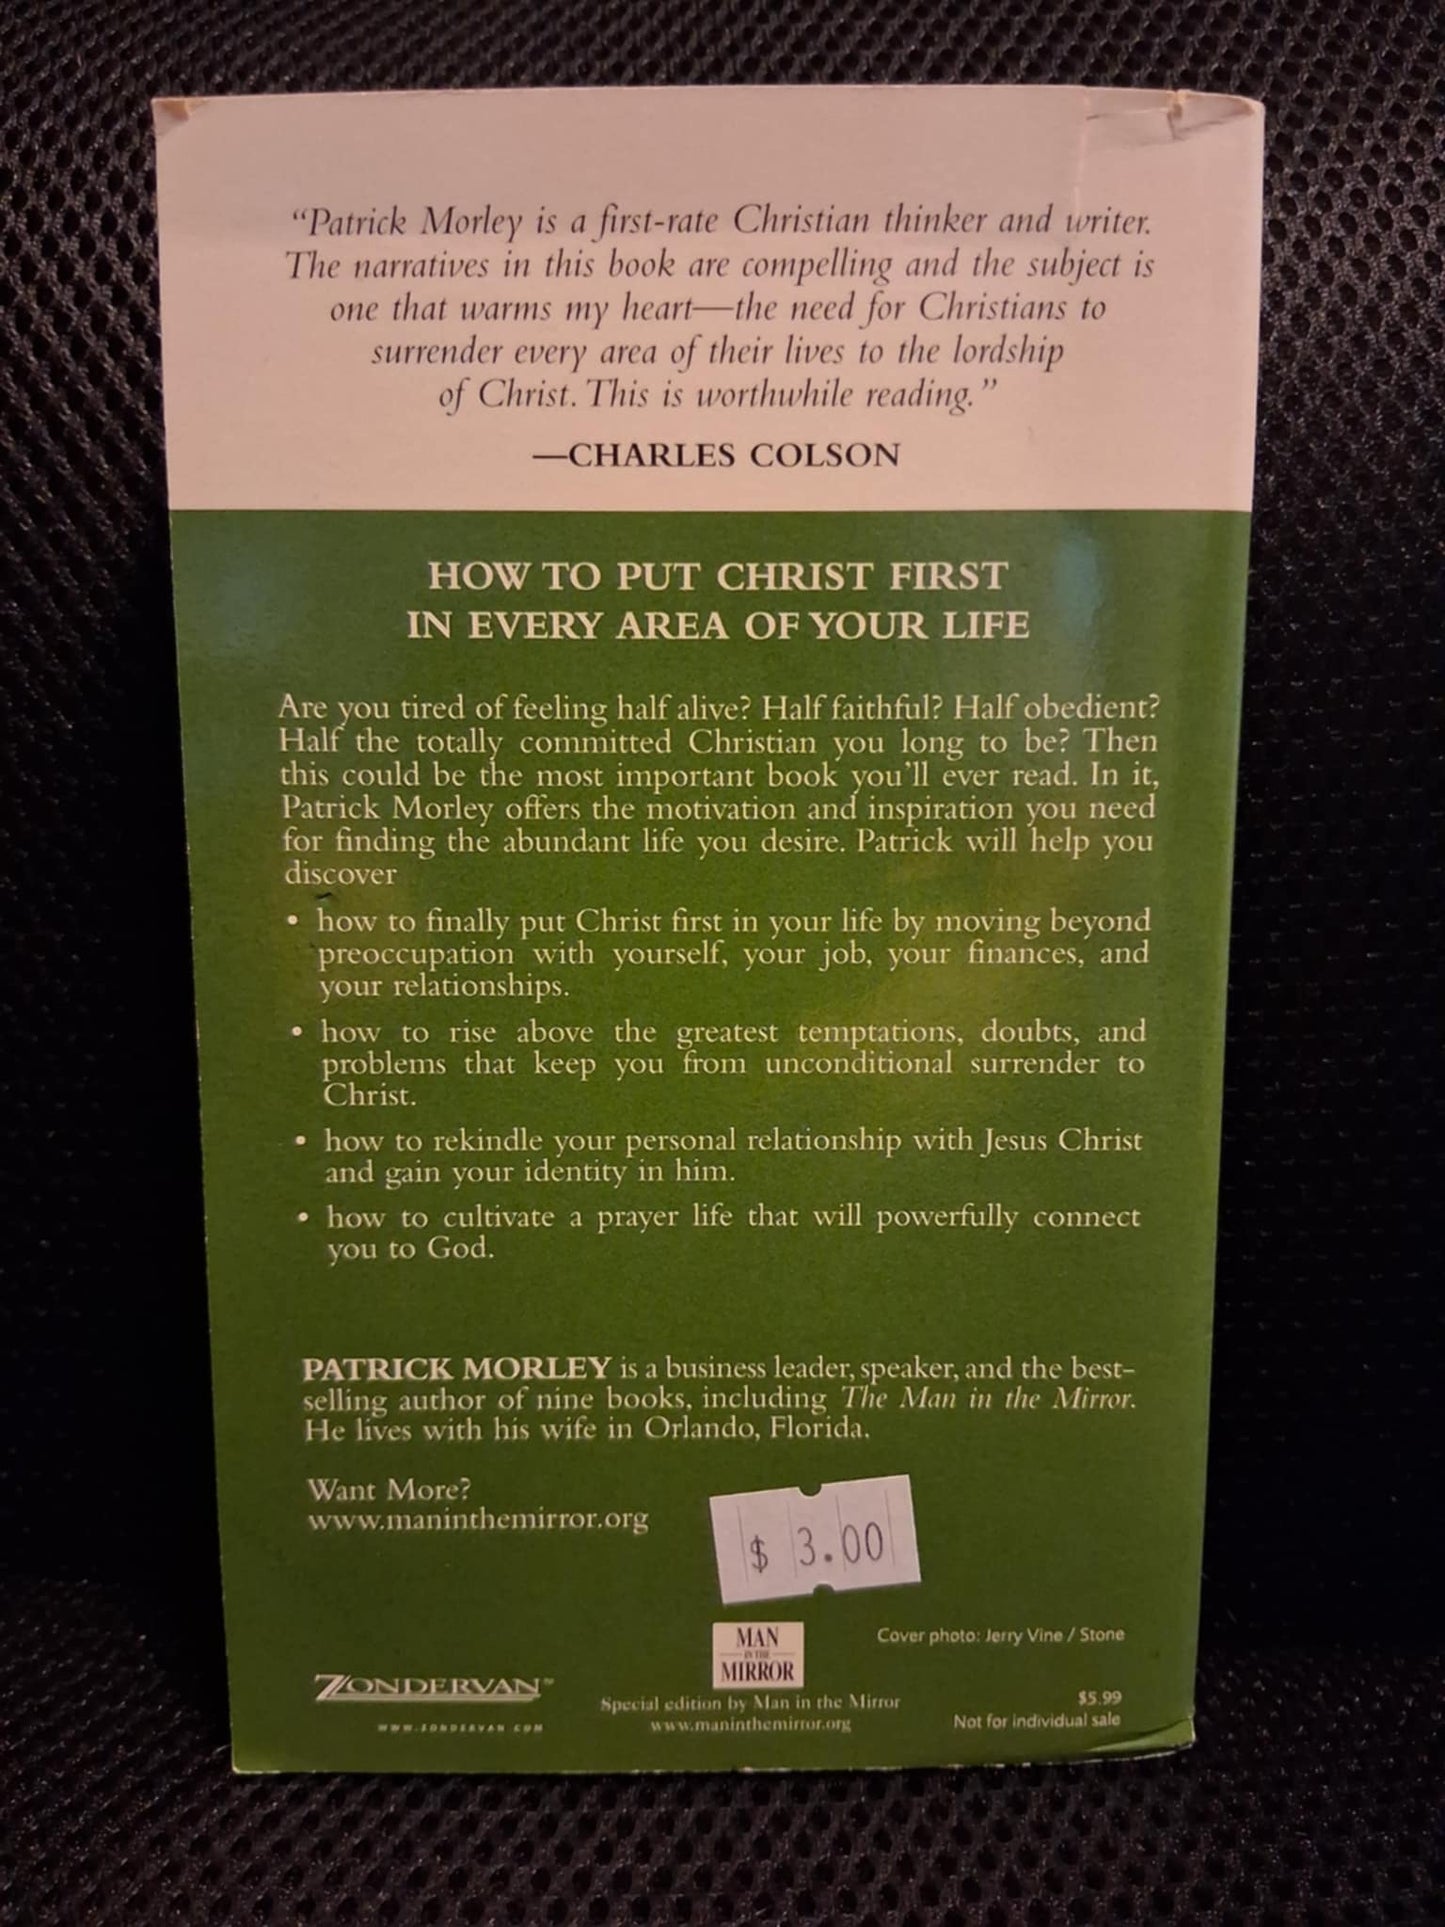 “Patrick Morley is a first-rate Christian thinker and writer.
The narratives in this book are compelling and the subject is
one that warms my heart—the need for Christians to
surrender every area of their lives to the lordship
of Christ. This is worthwhile reading.”
—CHARLES COLSON
HOW TO PUT CHRIST FIRST
IN EVERY AREA OF YOUR LIFE
Are you tired of feeling half alive? Half faithful? Half obedient?
Half the totally committed Christian you long to be? Then
this could be the most important book you’ll ever read. In it,
Patrick Morley offers the motivation and inspiration you need
for finding the abundant life you desire. Patrick will help you
discover
• how to finally put Christ first in your life by moving beyond
preoccupation with yourself, your job, your finances, and
your relationships.
• how to rise above the greatest temptations, doubts, and
problems that keep you from unconditional surrender to
Christ.
• how to rekindle your personal relationship with Jesus Christ
and gain your identity in him.
• how to cultivate a prayer life that will powerfully connect
you to God.
PATRICK MORLEY is a business leader, speaker, and the best-
selling author of nine books, including The Man in the Mirror.
He lives with his wife in Orlando, Florida.
Want More?
www.maninthemirror.org
$ 3.00
MAN
IN THE
MIRROR
Cover photo: Jerry Vine / Stone
ZONDERVAN™
WWW.ZONDERVAN.COM
Special edition by Man in the Mirror
www.maninthemirror.org
$5.99
Not for individual sale